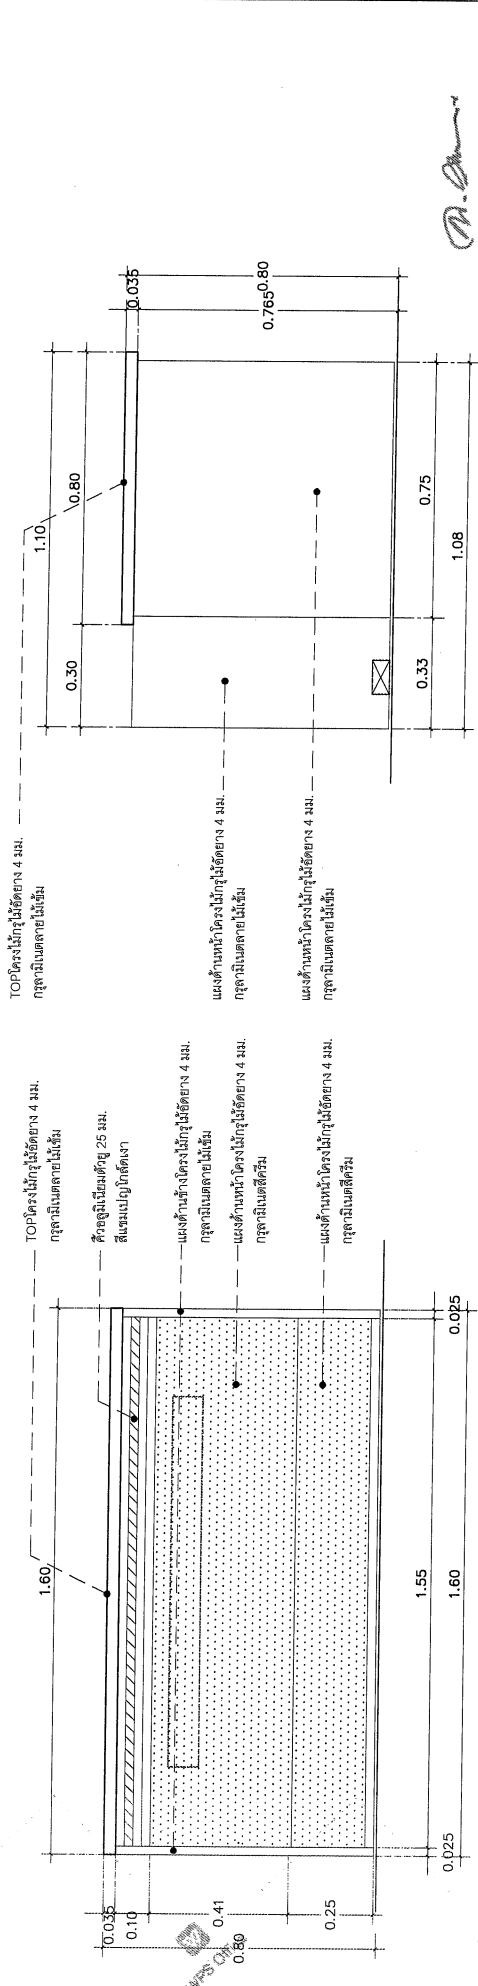 TOPโครงไม้กรุไม้อัดยาง 4 มม.
กรุลามิเนตลายไม้เข้ม
คิ้วอลูมิเนียมตัวยู 25 มม.
สีแชมเปญโกล์ดเงา
แผงด้านข้างโครงไม้กรุไม้อัดยาง 4 มม.
กรุลามิเนตลายไม้เข้ม
แผงด้านหน้าโครงไม้กรุไม้อัดยาง 4 มม.
กรุลามิเนตสีครีม
แผงด้านหน้าโครงไม้กรุไม้อัดยาง 4 มม.
กรุลามิเนตสีครีม
1.60
0.035
0.10
0.41
0.25
0.80
0.025
1.55
0.025
1.60
TOPโครงไม้กรุไม้อัดยาง 4 มม.
กรุลามิเนตลายไม้เข้ม
แผงด้านหน้าโครงไม้กรุไม้อัดยาง 4 มม.
กรุลามิเนตลายไม้เข้ม
แผงด้านหน้าโครงไม้กรุไม้อัดยาง 4 มม.
กรุลามิเนตลายไม้เข้ม
1.10
0.30
0.80
0.035
0.765
0.80
0.33
0.75
1.08
WPS Office